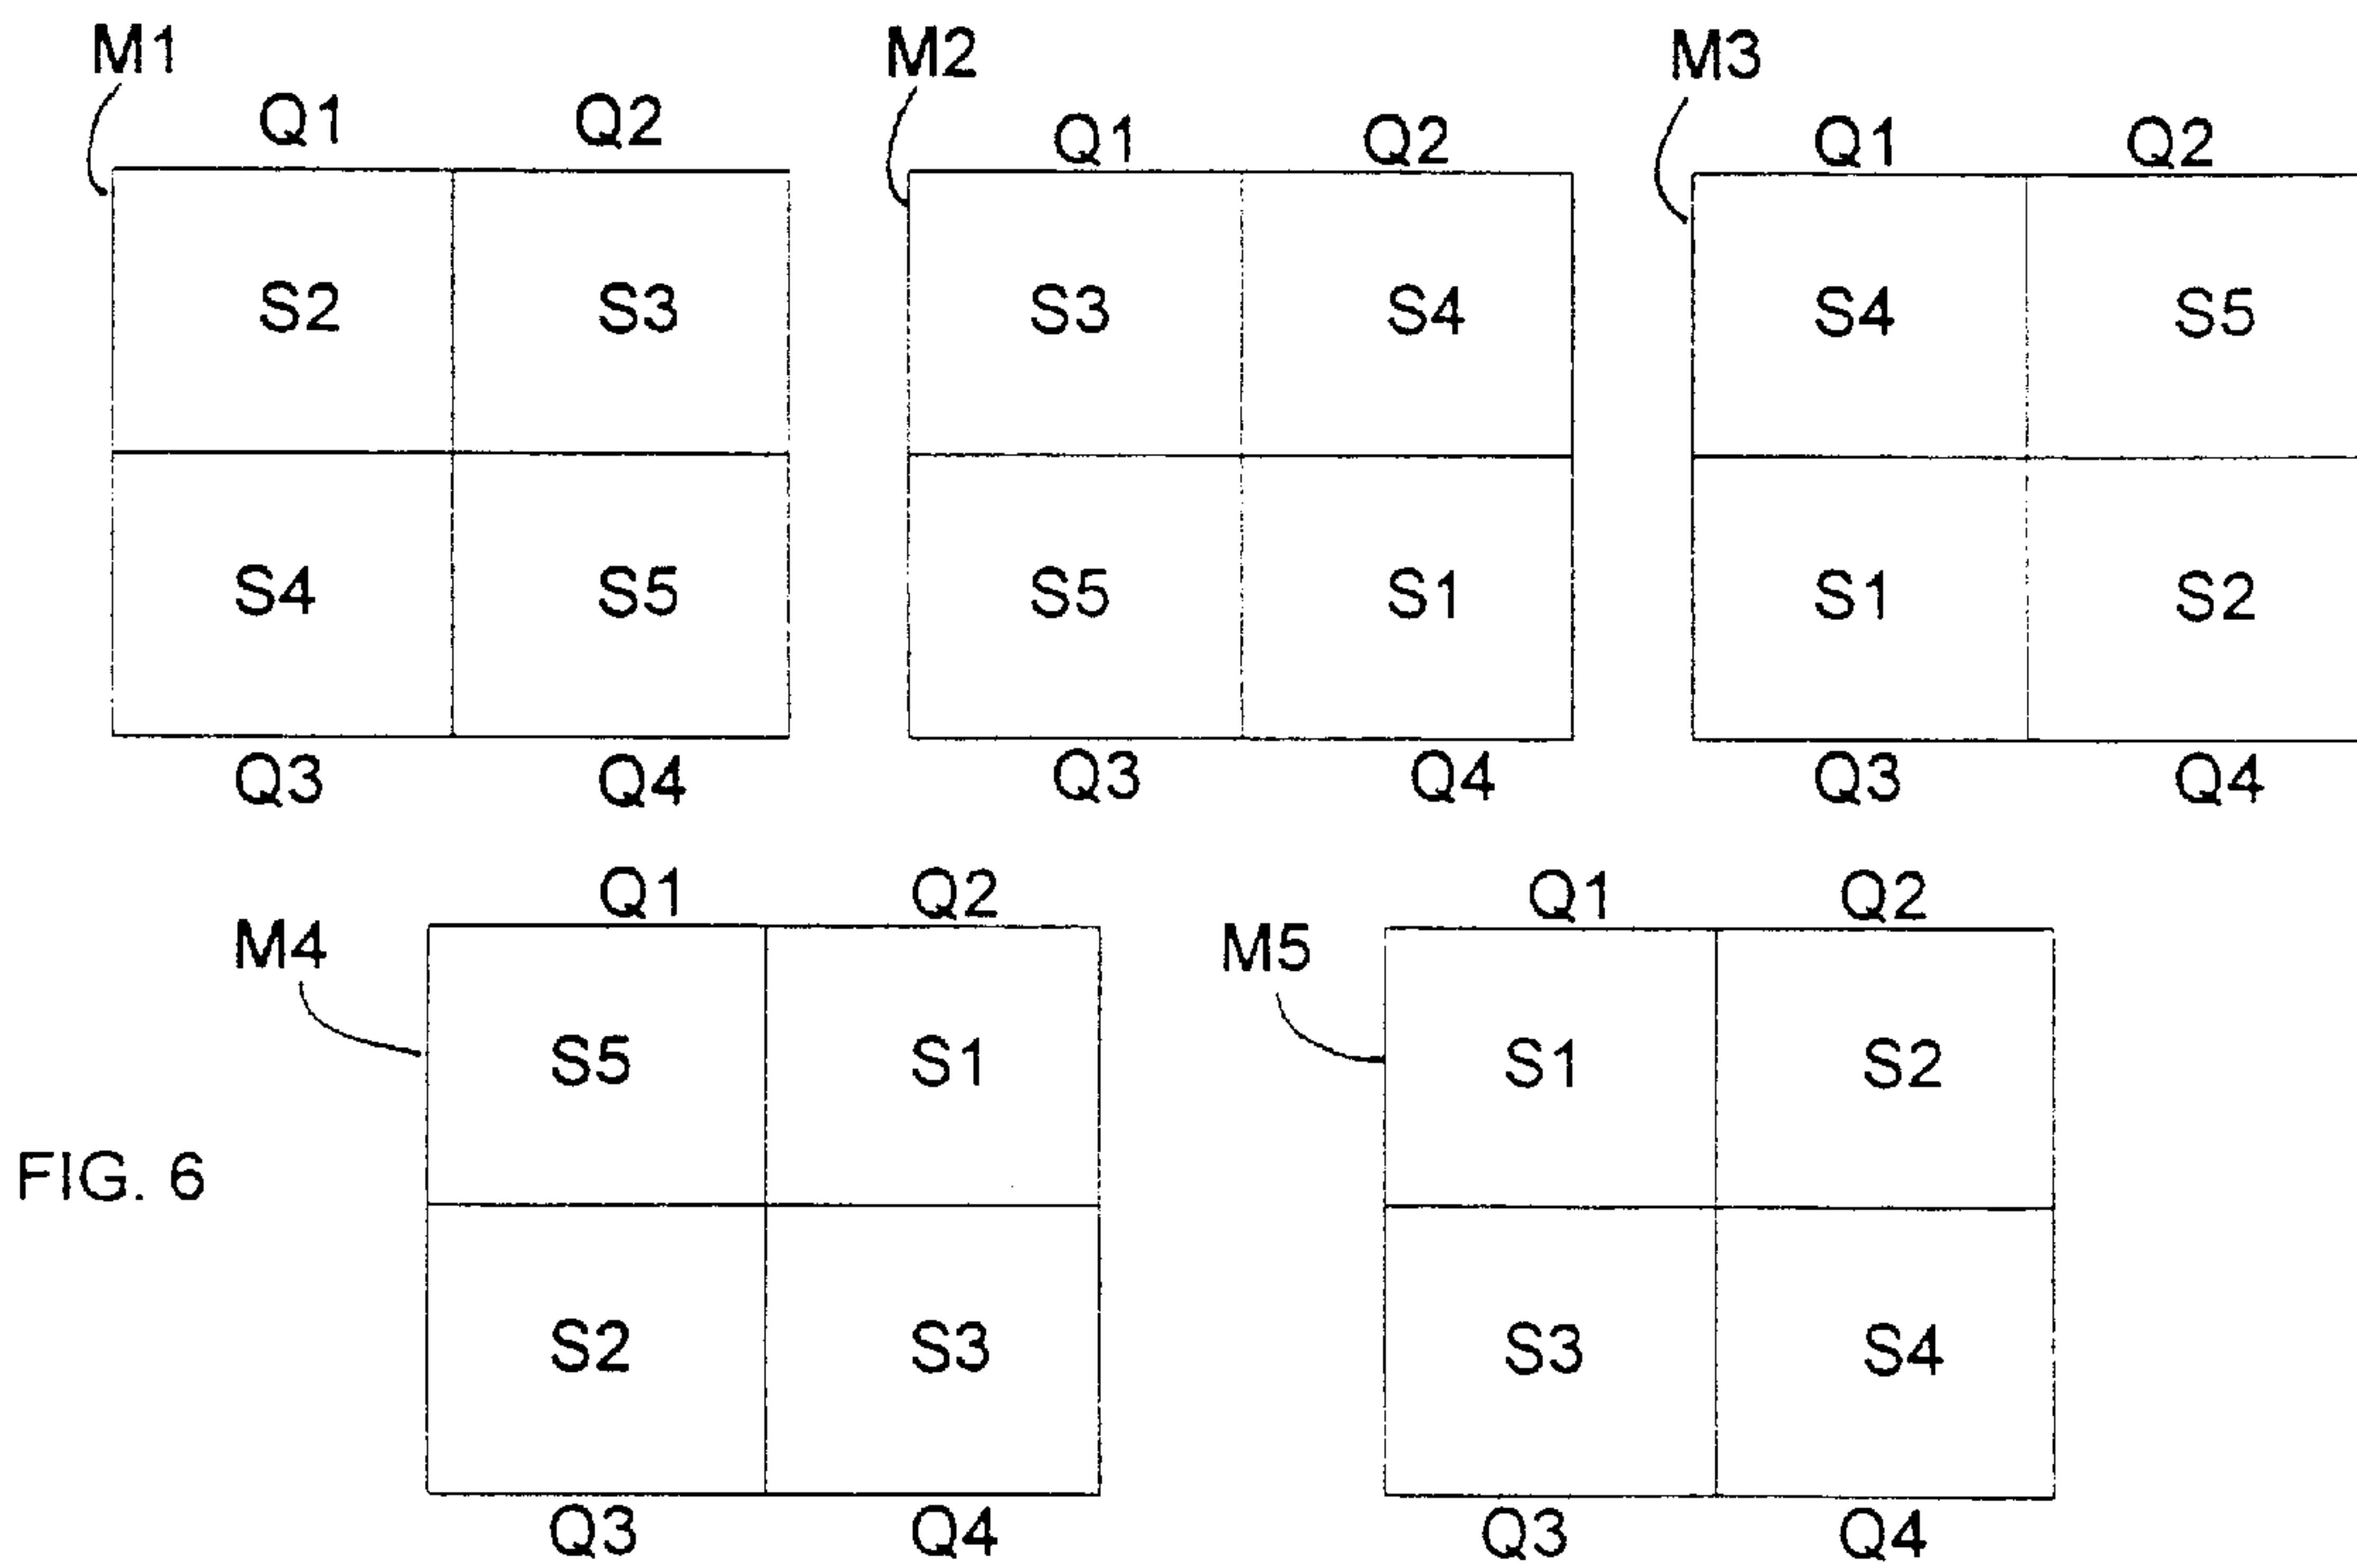 M1 M2 M3
Q1 Q2 Q1 Q2 Q1 Q2
S2 S3 S3 S4 S4 S5
S4 S5 S5 S1 S1 S2
Q3 Q4 Q3 Q4 Q3 Q4
Q1 Q2 Q1 Q2
M4 M5
S5 S1 S1 S2
FIG. 6
S2 S3 S3 S4
Q3 Q4 Q3 Q4